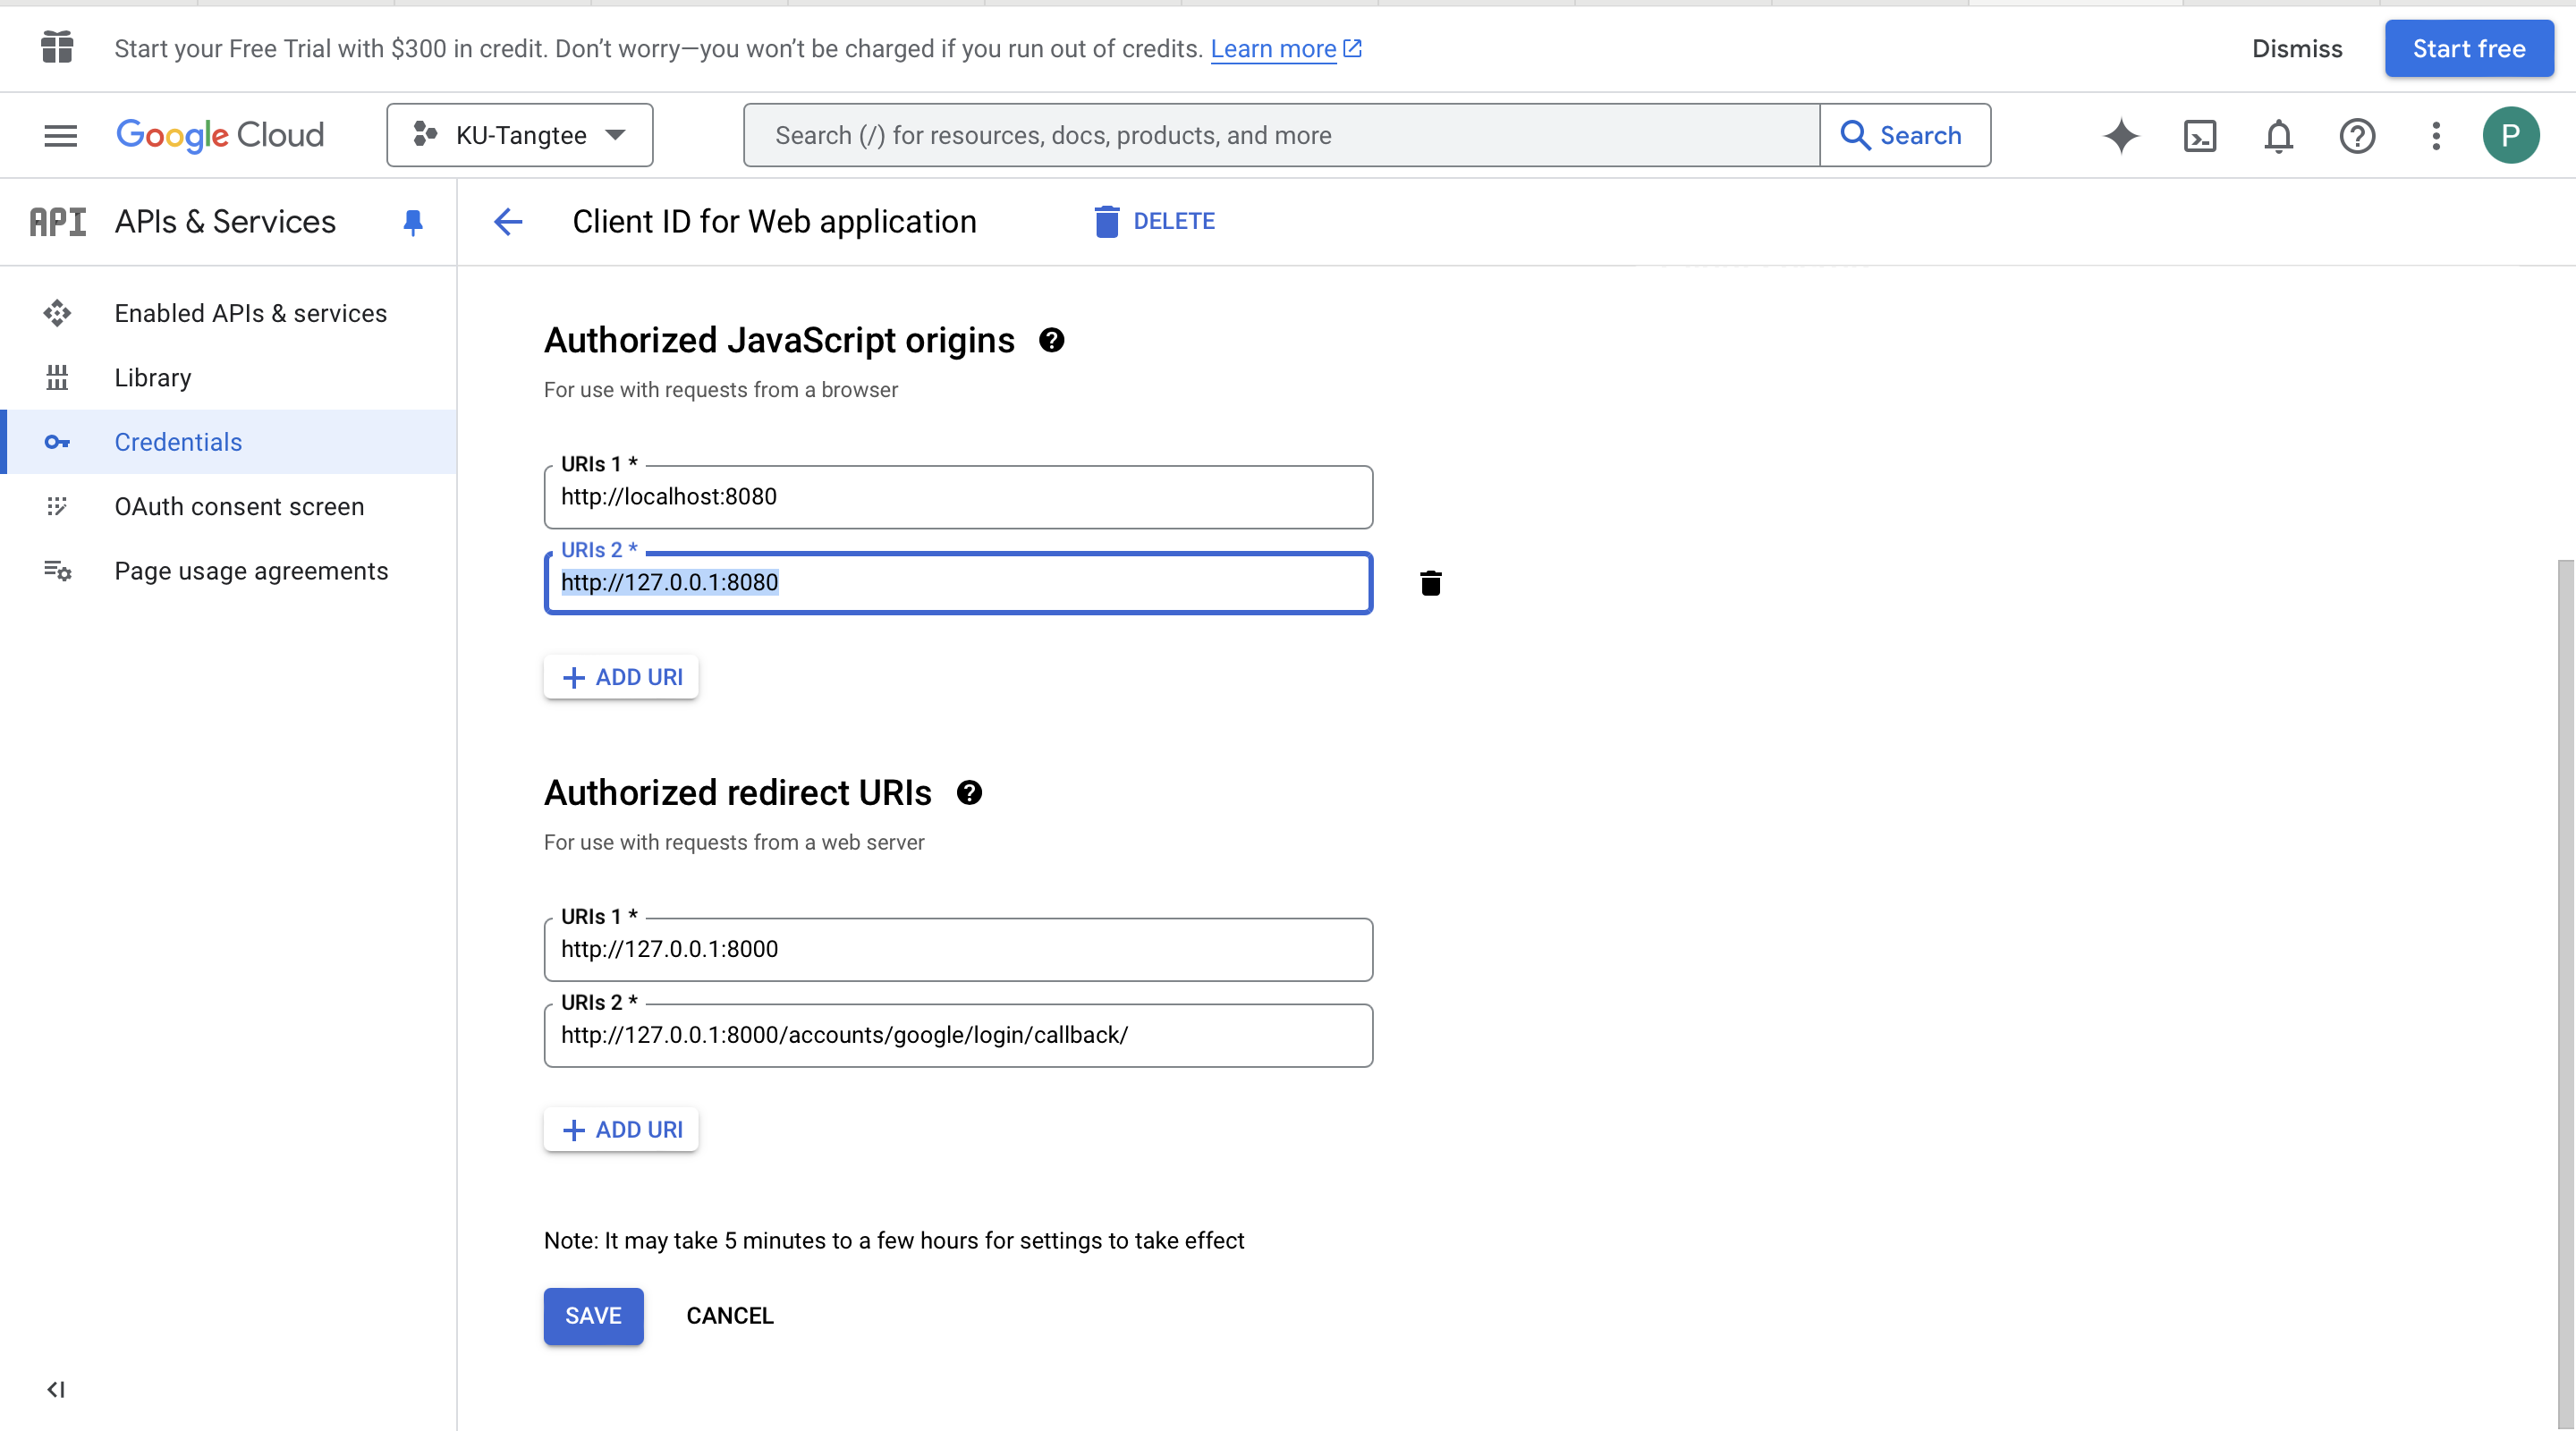 Start your Free Trial with $300 in credit. Don’t worry—you won’t be charged if you run out of credits. Learn more
Dismiss
Start free
Google Cloud
KU-Tangtee
Search (/) for resources, docs, products, and more
Search
P
API
APIs & Services
Client ID for Web application
DELETE
Enabled APIs & services
Library
Credentials
OAuth consent screen
Page usage agreements
Authorized JavaScript origins
For use with requests from a browser
URIs 1 *
http://localhost:8080
URIs 2 *
http://127.0.0.1:8080
ADD URI
Authorized redirect URIs
For use with requests from a web server
URIs 1 *
http://127.0.0.1:8000
URIs 2 *
http://127.0.0.1:8000/accounts/google/login/callback/
ADD URI
Note: It may take 5 minutes to a few hours for settings to take effect
SAVE
CANCEL